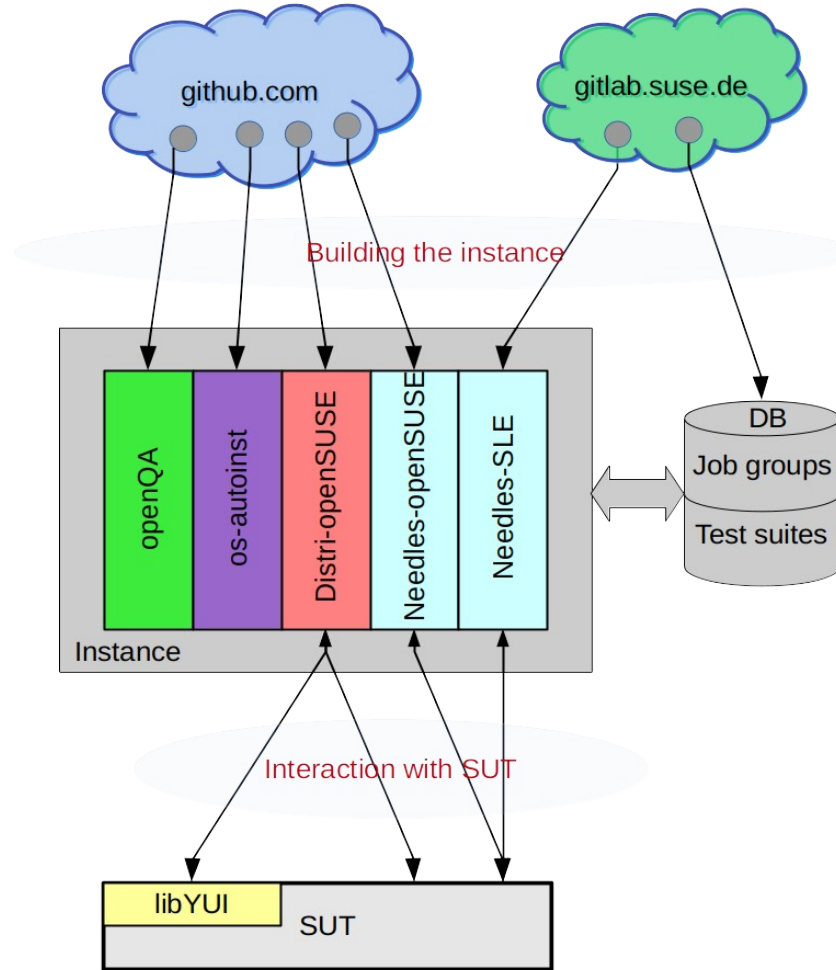 github.com
gitlab.suse.de
Building the instance
openQA
os-autoinst
Distri-openSUSE
Needles-openSUSE
Needles-SLE
DB
Job groups
Test suites
Instance
Interaction with SUT
libYUI
SUT